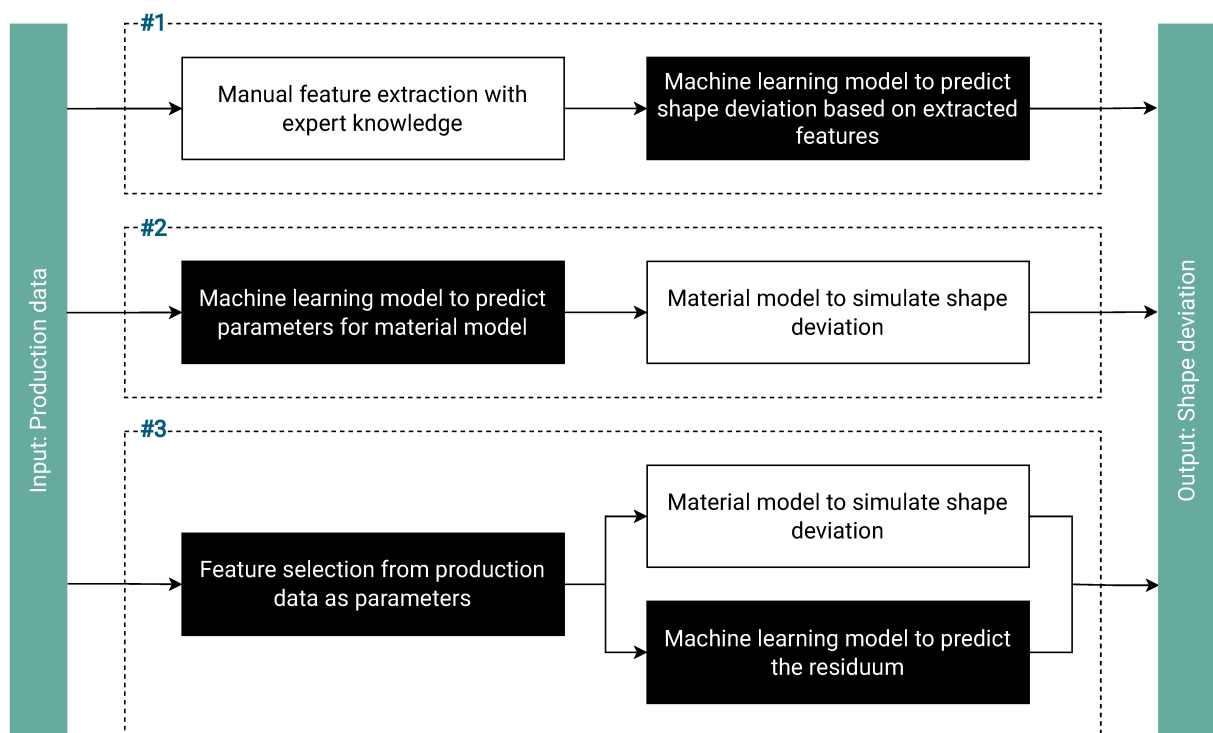 Input: Production data
#1
Manual feature extraction with
expert knowledge
Machine learning model to predict
shape deviation based on extracted
features
#2
Machine learning model to predict
parameters for material model
Material model to simulate shape
deviation
#3
Feature selection from production
data as parameters
Material model to simulate shape
deviation
Machine learning model to predict
the residuum
Output: Shape deviation